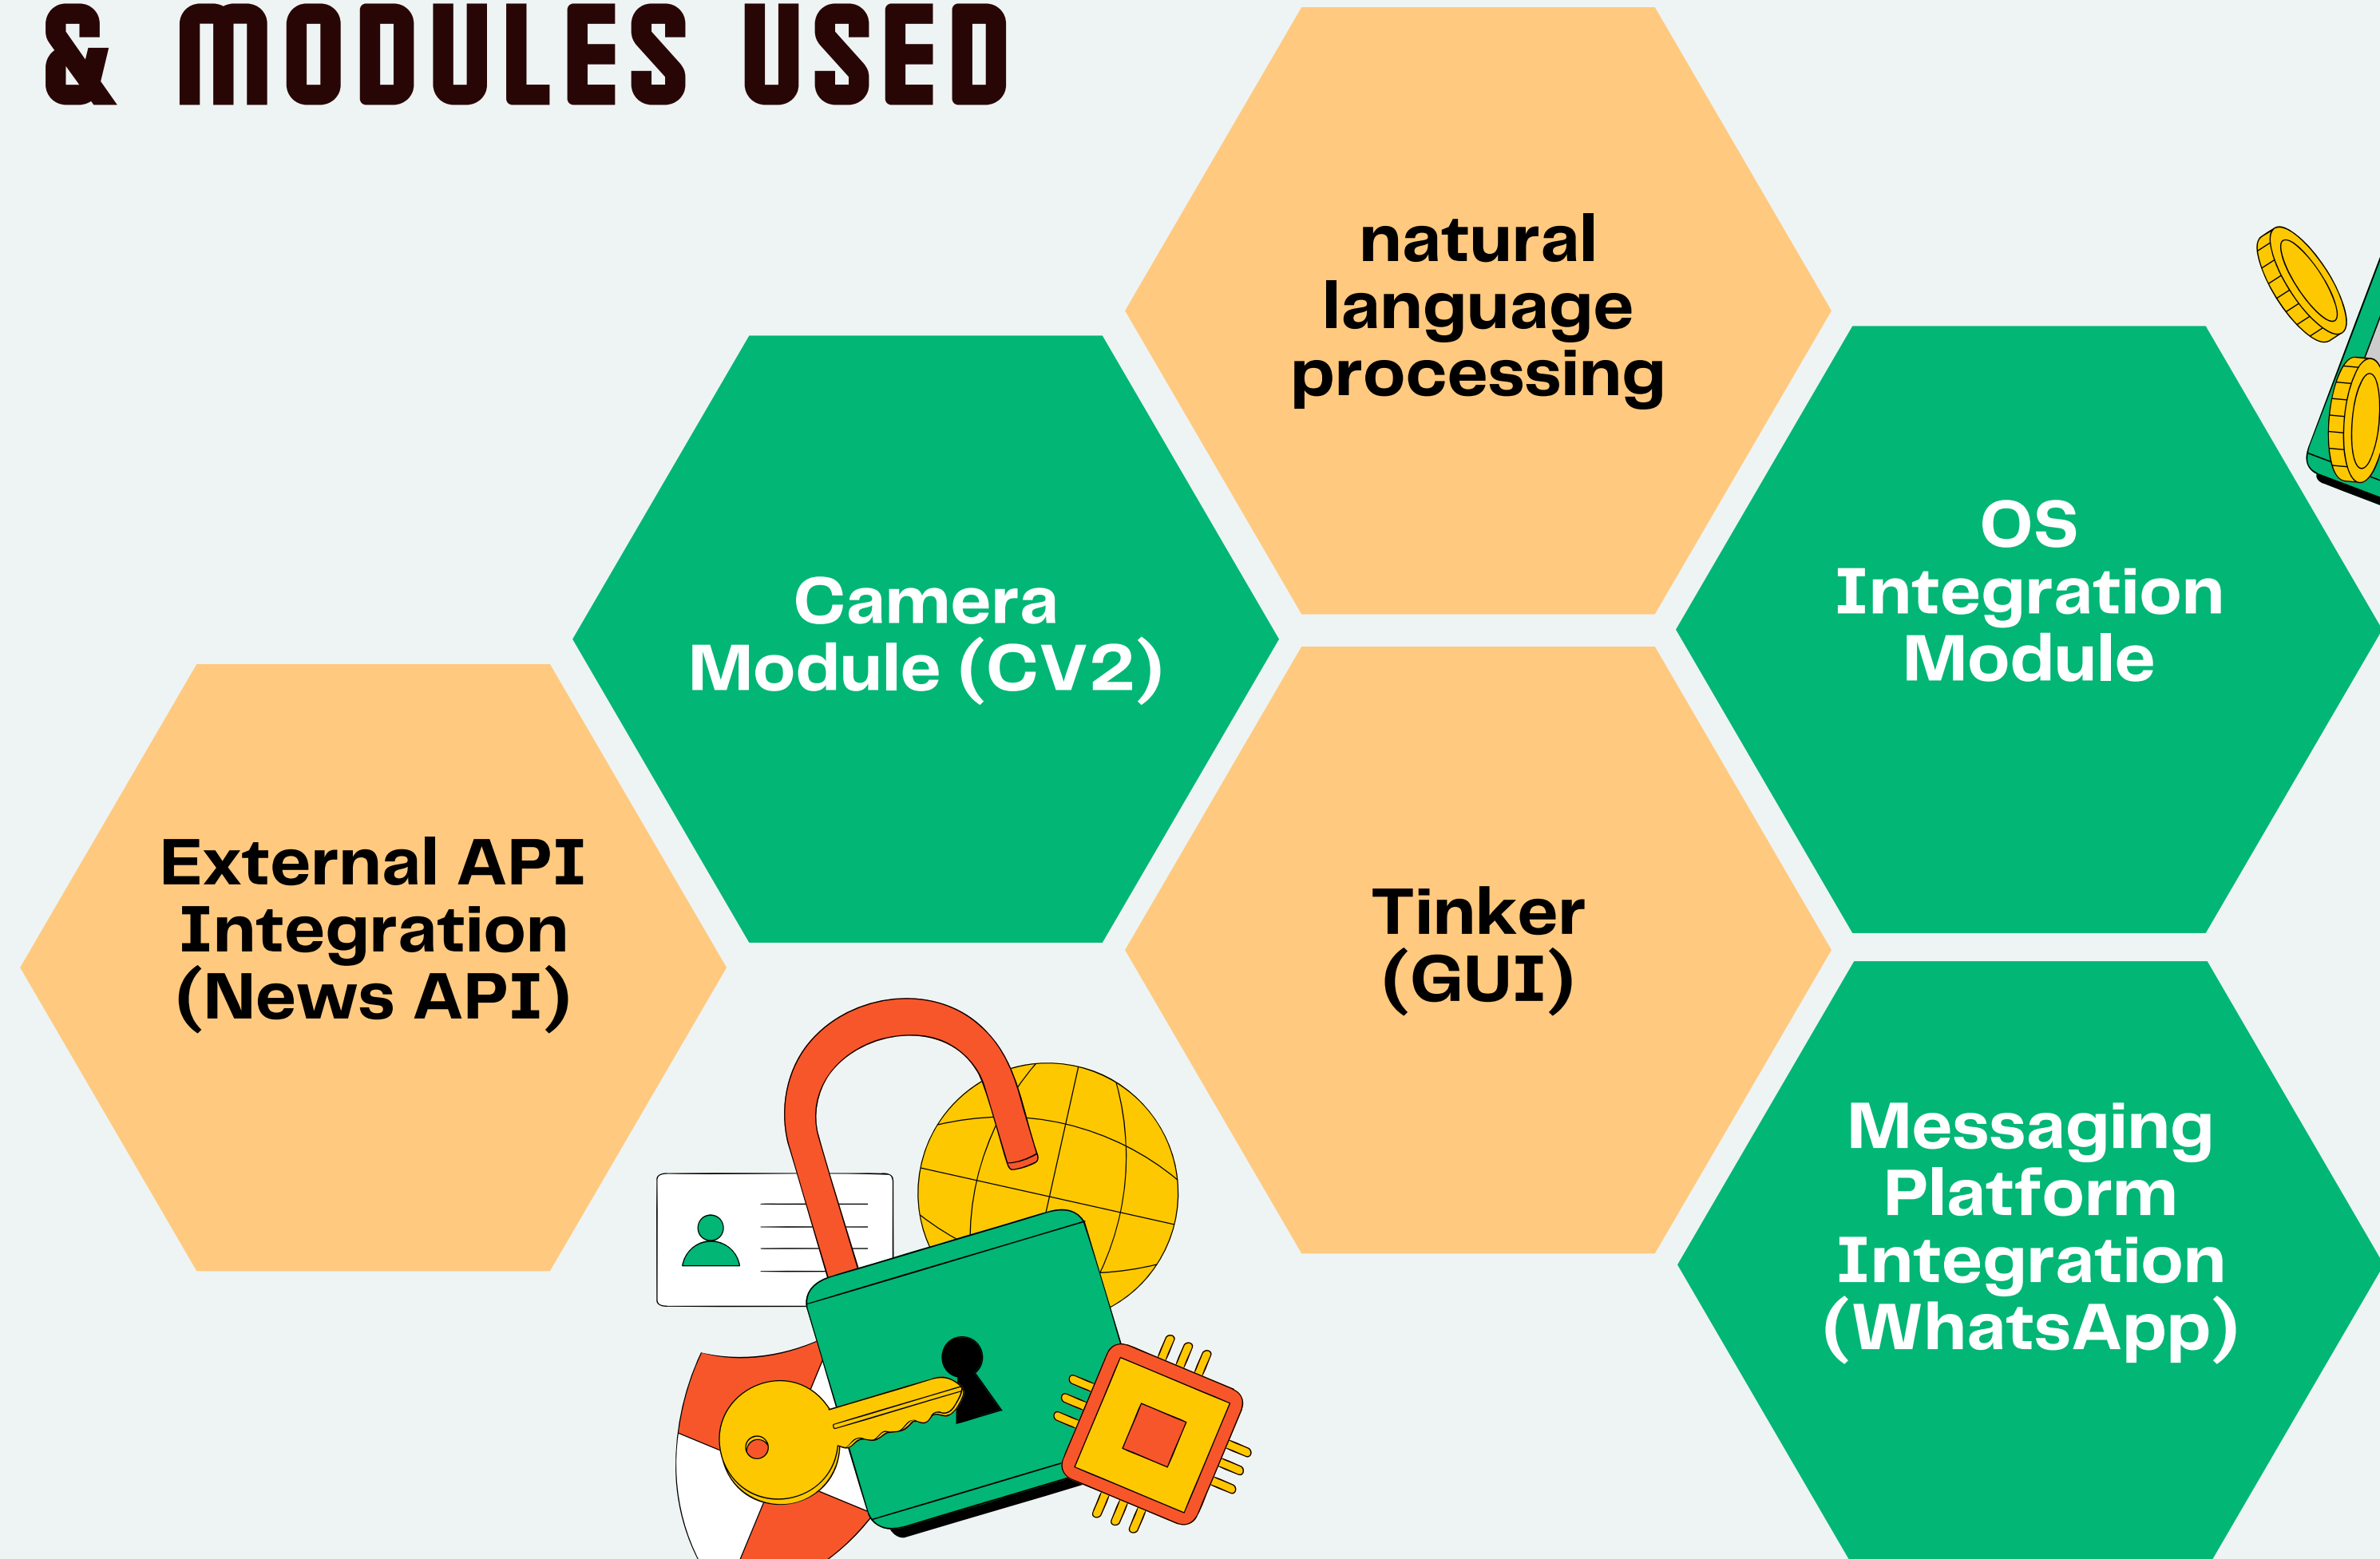 & MODULES USED
natural
language
processing
Camera
Module (CV2)
OS
Integration
Module
External API
Integration
(News API)
Tinker
(GUI)
Messaging
Platform
Integration
(WhatsApp)